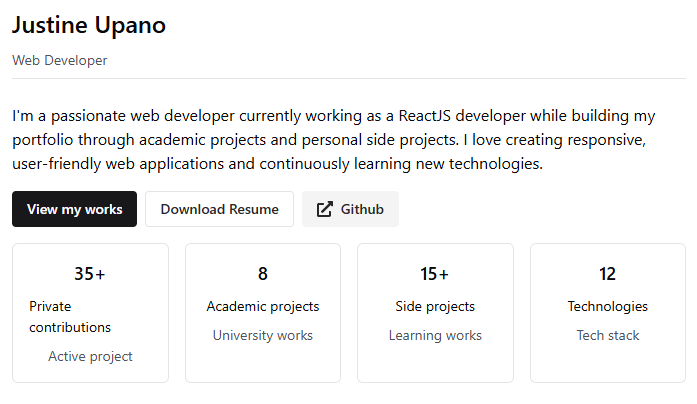 Justine Upano
Web Developer
I'm a passionate web developer currently working as a ReactJS developer while building my
portfolio through academic projects and personal side projects. I love creating responsive,
user-friendly web applications and continuously learning new technologies.
View my works
Download Resume
Github
35+
Private
contributions
Active project
8
Academic projects
University works
15+
Side projects
Learning works
12
Technologies
Tech stack